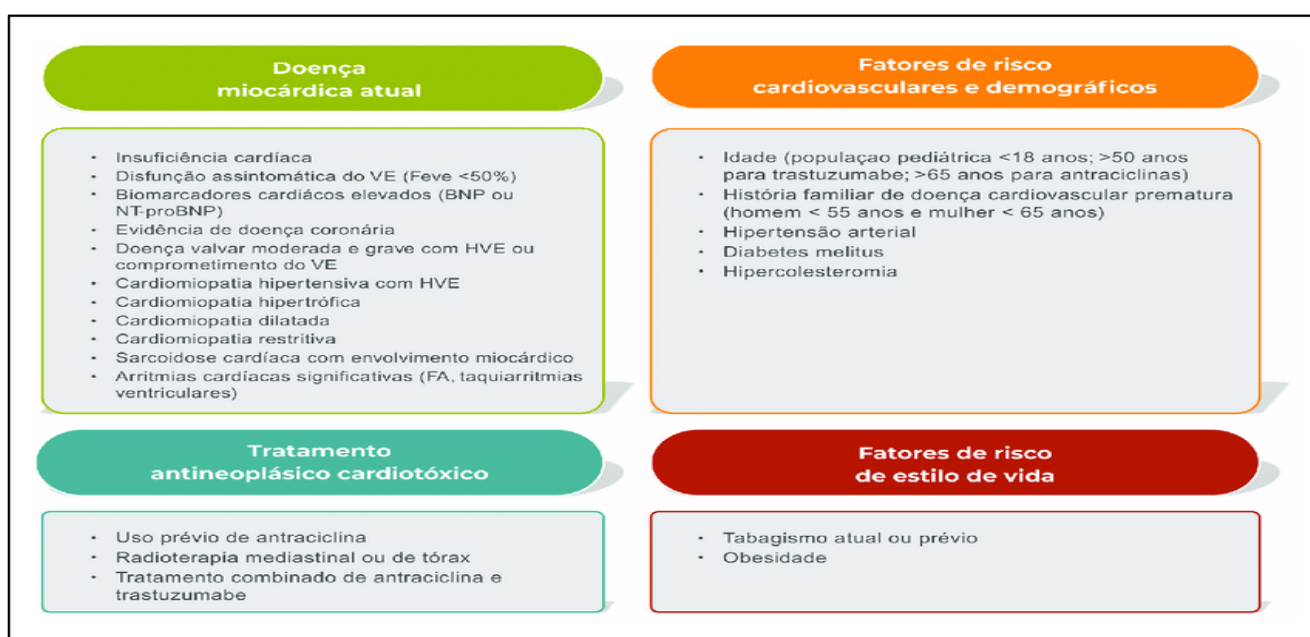 Doença
miocárdica atual
• Insuficiência cardíaca
• Disfunção assintomática do VE (Feve <50%)
• Biomarcadores cardiácos elevados (BNP ou
NT-proBNP)
• Evidência de doença coronária
• Doença valvar moderada e grave com HVE ou
comprometimento do VE
• Cardiomiopatia hipertensiva com HVE
• Cardiomiopatia hipertrófica
• Cardiomiopatia dilatada
• Cardiomiopatia restritiva
• Sarcoidose cardíaca com envolvimento miocárdico
• Arritmias cardíacas significativas (FA, taquiarritmias
ventriculares)
Fatores de risco
cardiovasculares e demográficos
• Idade (populaçao pediátrica <18 anos; >50 anos
para trastuzumabe; >65 anos para antraciclinas)
• História familiar de doença cardiovascular prematura
(homem < 55 anos e mulher < 65 anos)
• Hipertensão arterial
• Diabetes melitus
• Hipercolesteromia
Tratamento
antineoplásico cardiotóxico
• Uso prévio de antraciclina
• Radioterapia mediastinal ou de tórax
• Tratamento combinado de antraciclina e
trastuzumabe
Fatores de risco
de estilo de vida
• Tabagismo atual ou prévio
• Obesidade